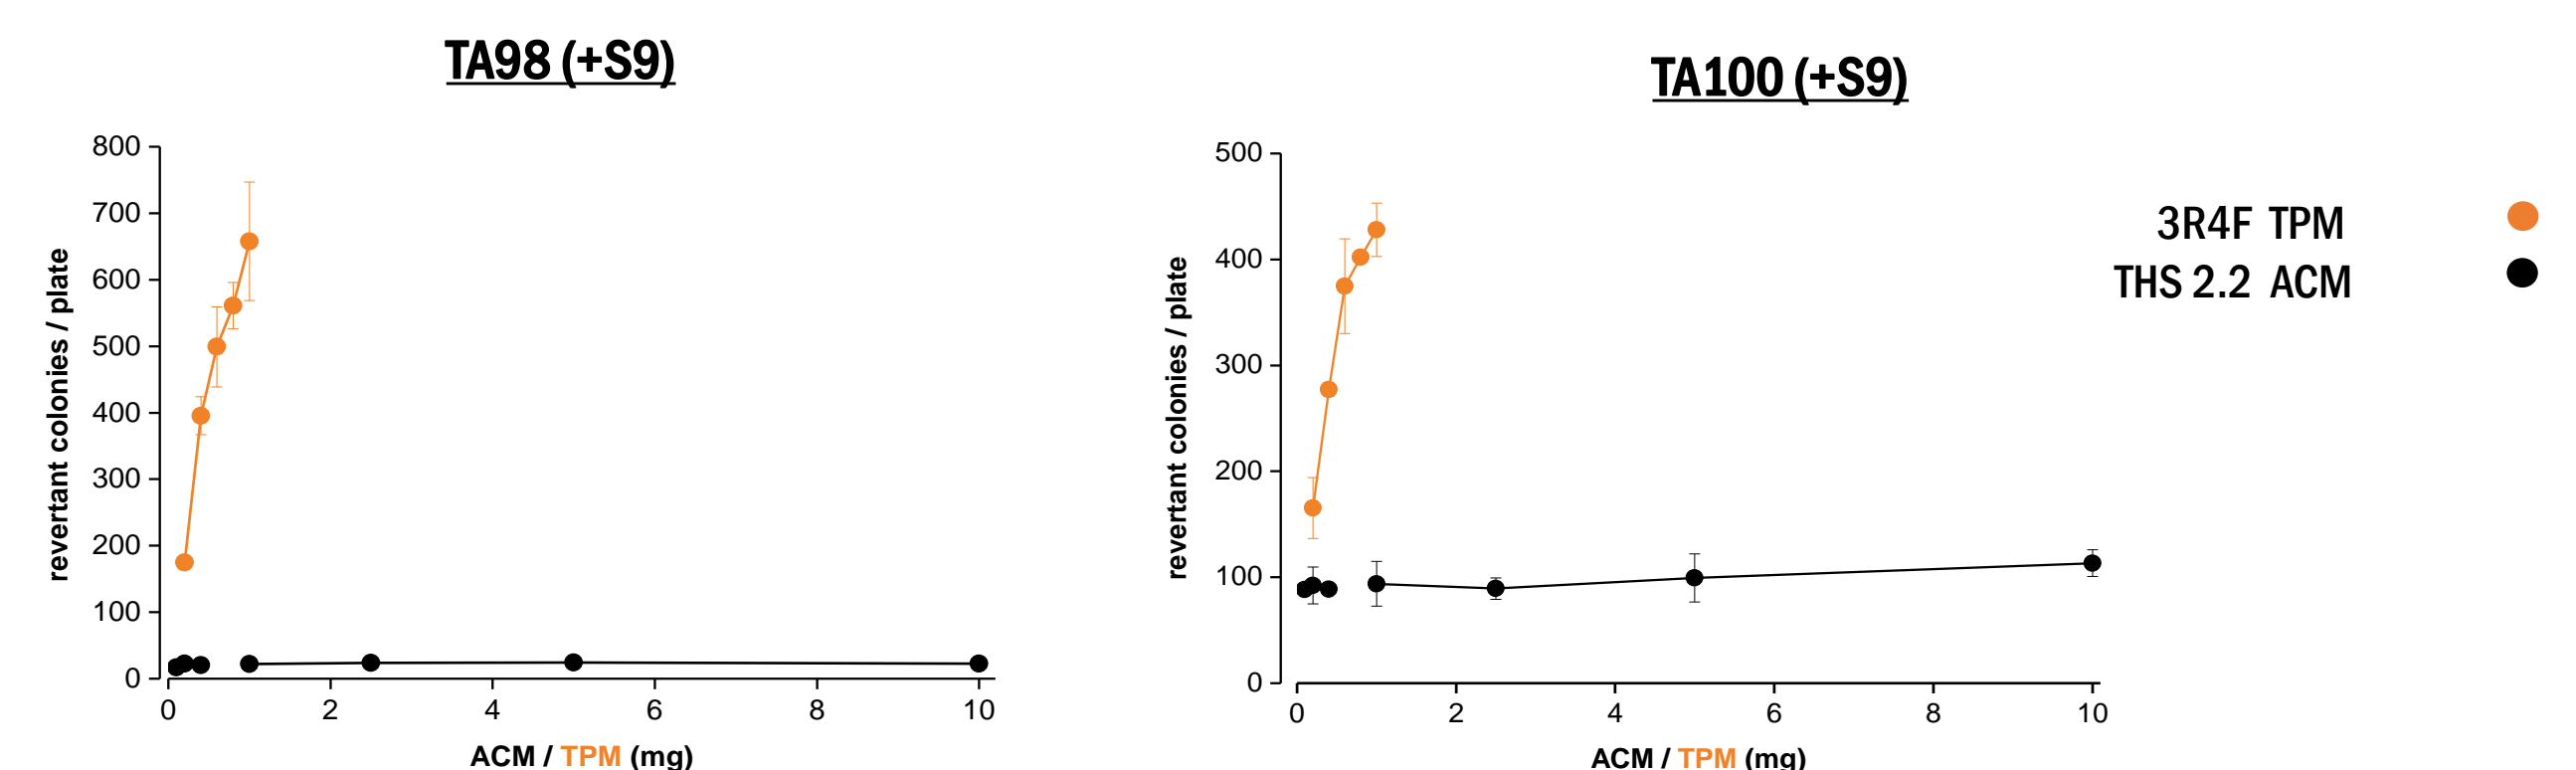 TA98 (+S9)
800
700
600
500
400
300
200
100
0
revertant colonies / plate
0 2 4 6 8 10
ACM / TPM (mg)
TA100 (+S9)
500
400
300
200
100
0
revertant colonies / plate
0 2 4 6 8 10
ACM / TPM (mg)
3R4F TPM
THS 2.2 ACM